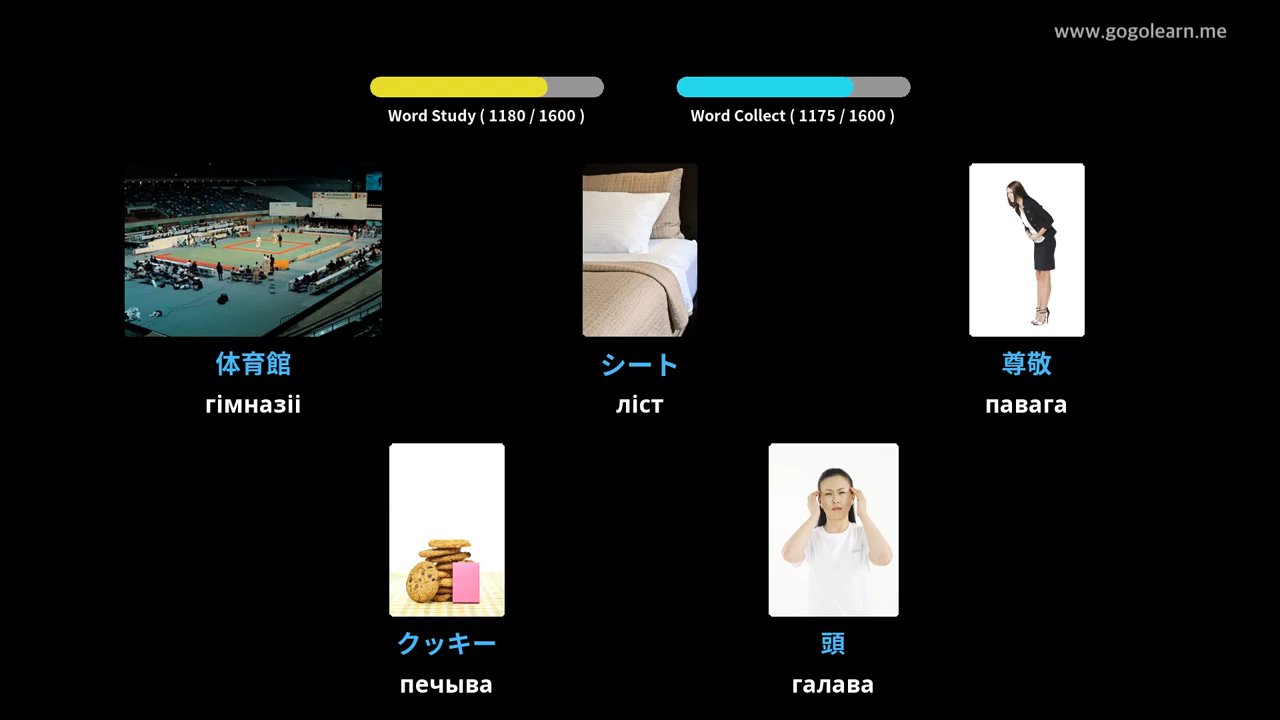 www.gogolearn.me
Word Study ( 1180 / 1600 )
Word Collect ( 1175 / 1600 )
体育館
гімназіі
シート
ліст
尊敬
павага
クッキー
печыва
頭
галава